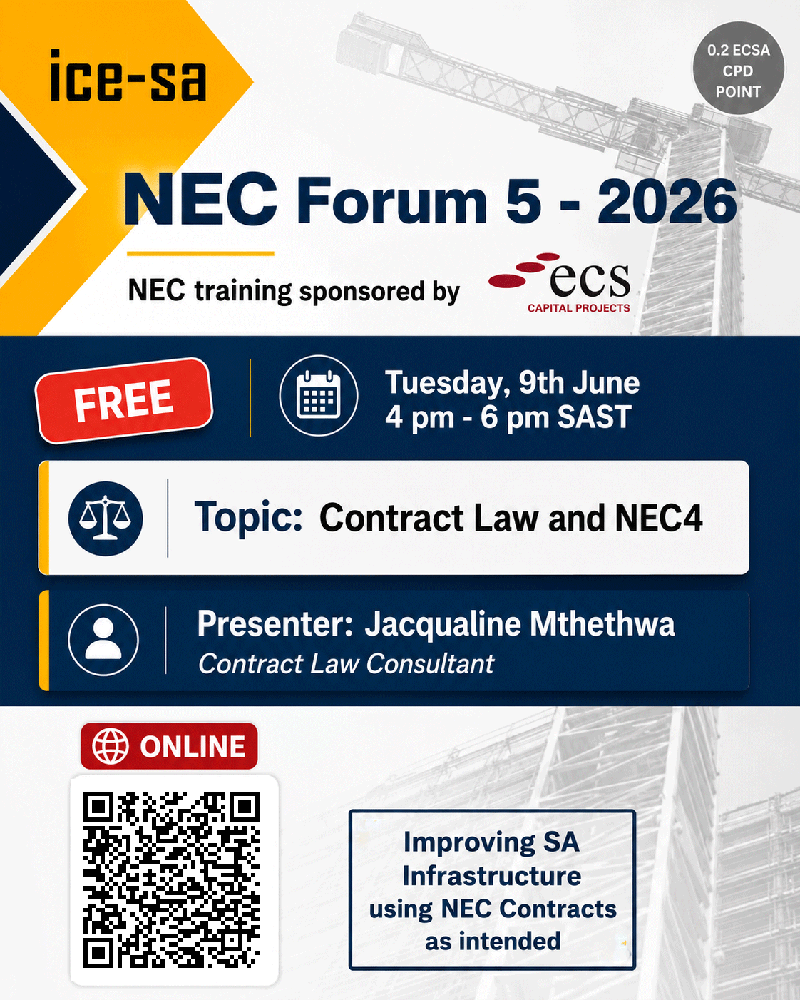 ice-sa
0.2 ECSA
CPD
POINT
NEC Forum 5 - 2026
NEC training sponsored by
ecs
CAPITAL PROJECTS
FREE
Tuesday, 9th June
4 pm - 6 pm SAST
Topic: Contract Law and NEC4
Presenter: Jacqualine Mthethwa
Contract Law Consultant
ONLINE
Improving SA
Infrastructure
using NEC Contracts
as intended